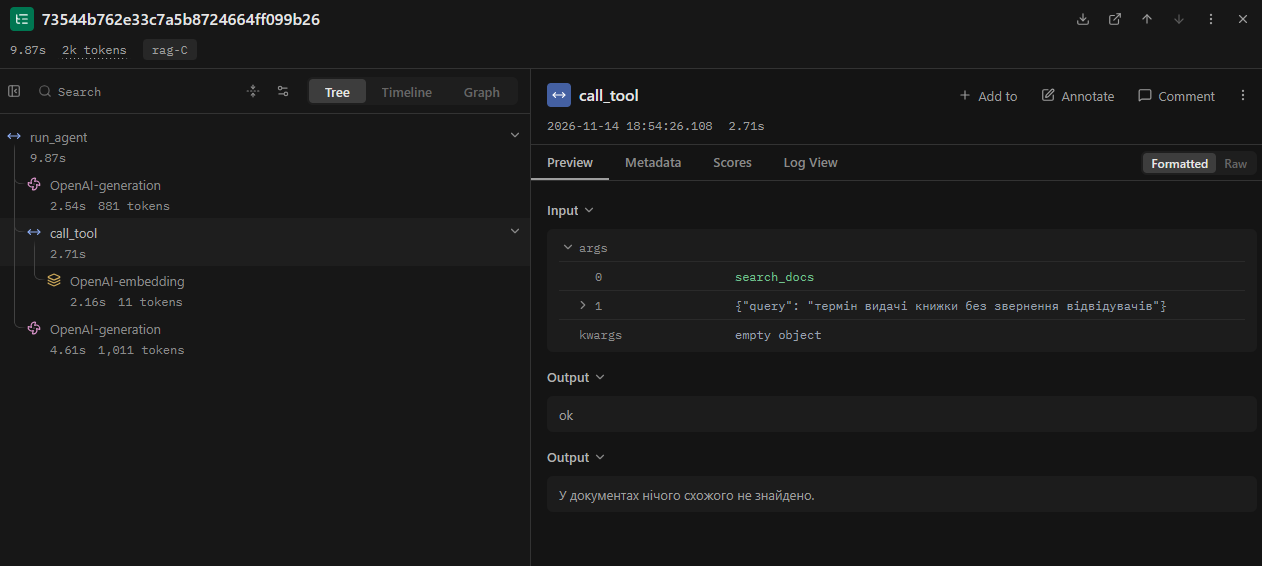 73544b762e33c7a5b8724664ff099b26
9.87s 2k tokens rag-C
Search Tree Timeline Graph
run_agent
9.87s
OpenAI-generation
2.54s 881 tokens
call_tool
2.71s
OpenAI-embedding
2.16s 11 tokens
OpenAI-generation
4.61s 1,011 tokens
call_tool Add to Annotate Comment
2026-11-14 18:54:26.108 2.71s
Preview Metadata Scores Log View Formatted Raw
Input
args
0 search_docs
1 {"query": "термін видачі книжки без звернення відвідувачів"}
kwargs empty object
Output
ok
Output
У документах нічого схожого не знайдено.